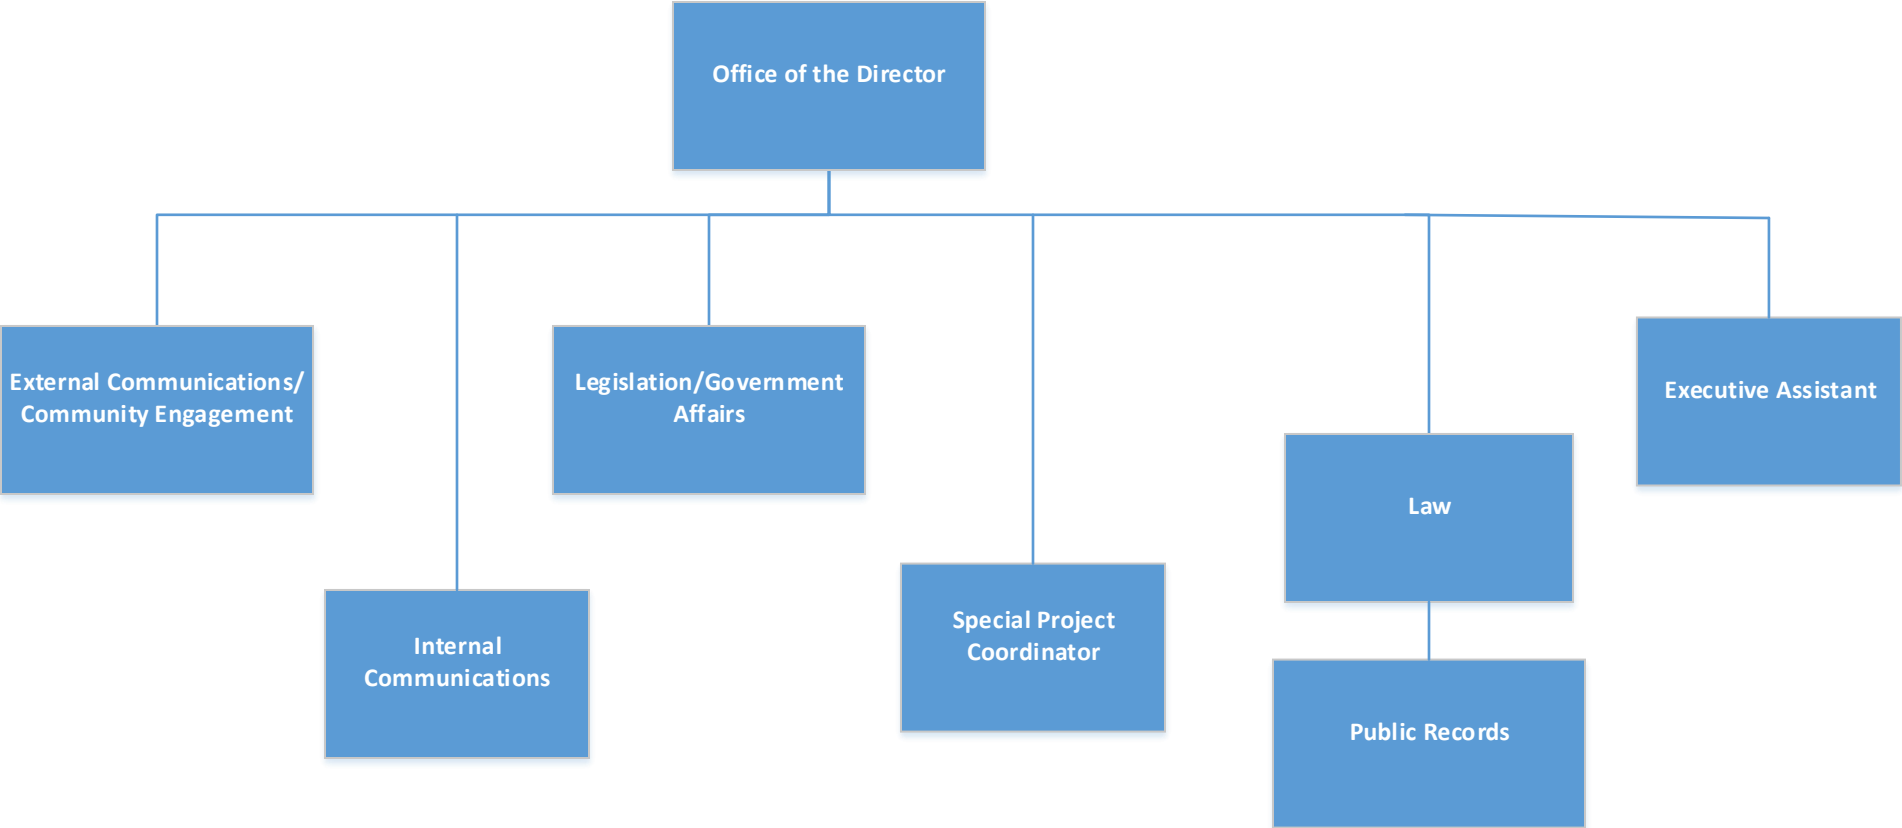 Office of the Director
External Communications/
Community Engagement
Legislation/Government
Affairs
Executive Assistant
Law
Special Project
Coordinator
Internal
Communications
Public Records